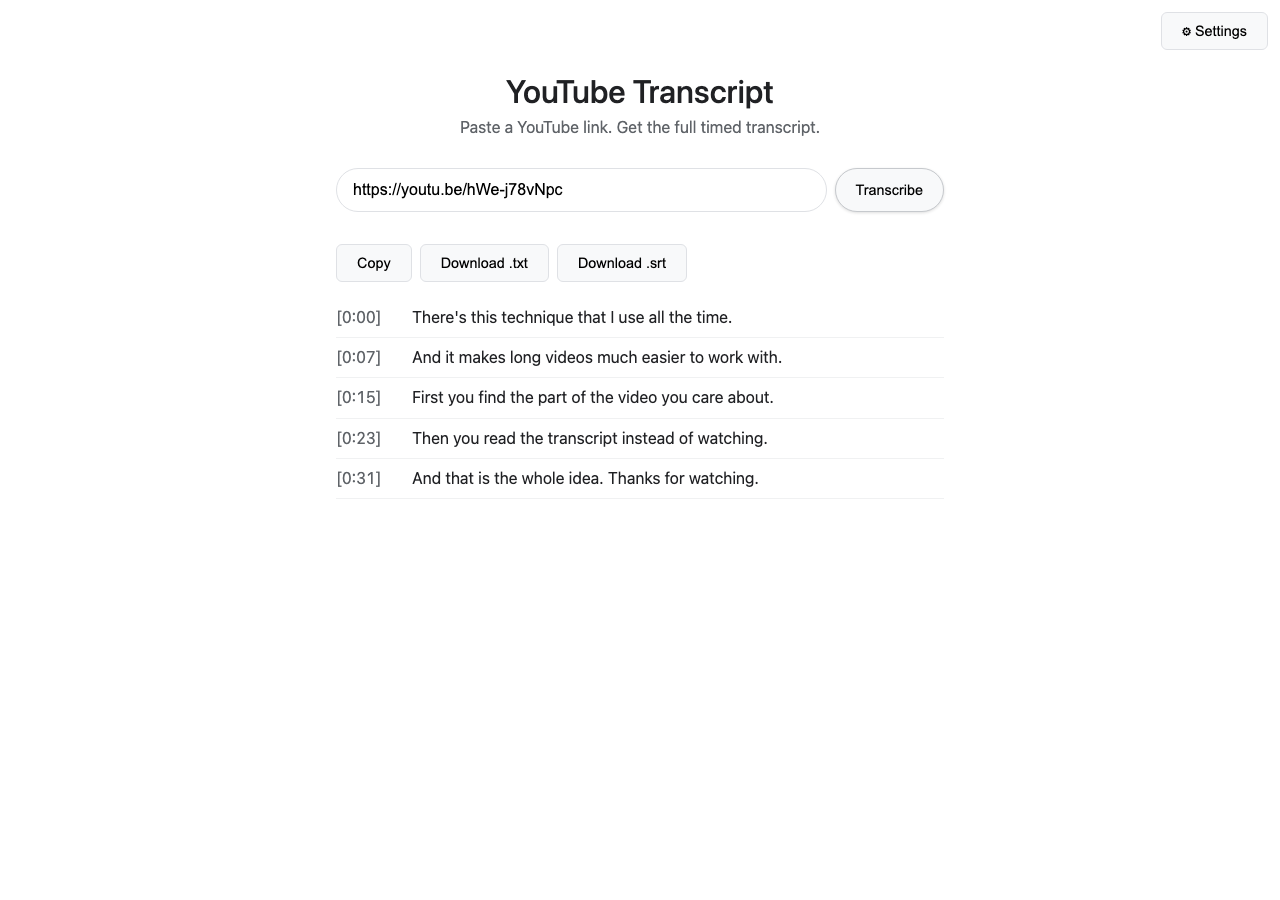 ⚙ Settings
YouTube Transcript
Paste a YouTube link. Get the full timed transcript.
https://youtu.be/hWe-j78vNpc Transcribe
Copy Download .txt Download .srt
[0:00] There's this technique that I use all the time.
[0:07] And it makes long videos much easier to work with.
[0:15] First you find the part of the video you care about.
[0:23] Then you read the transcript instead of watching.
[0:31] And that is the whole idea. Thanks for watching.